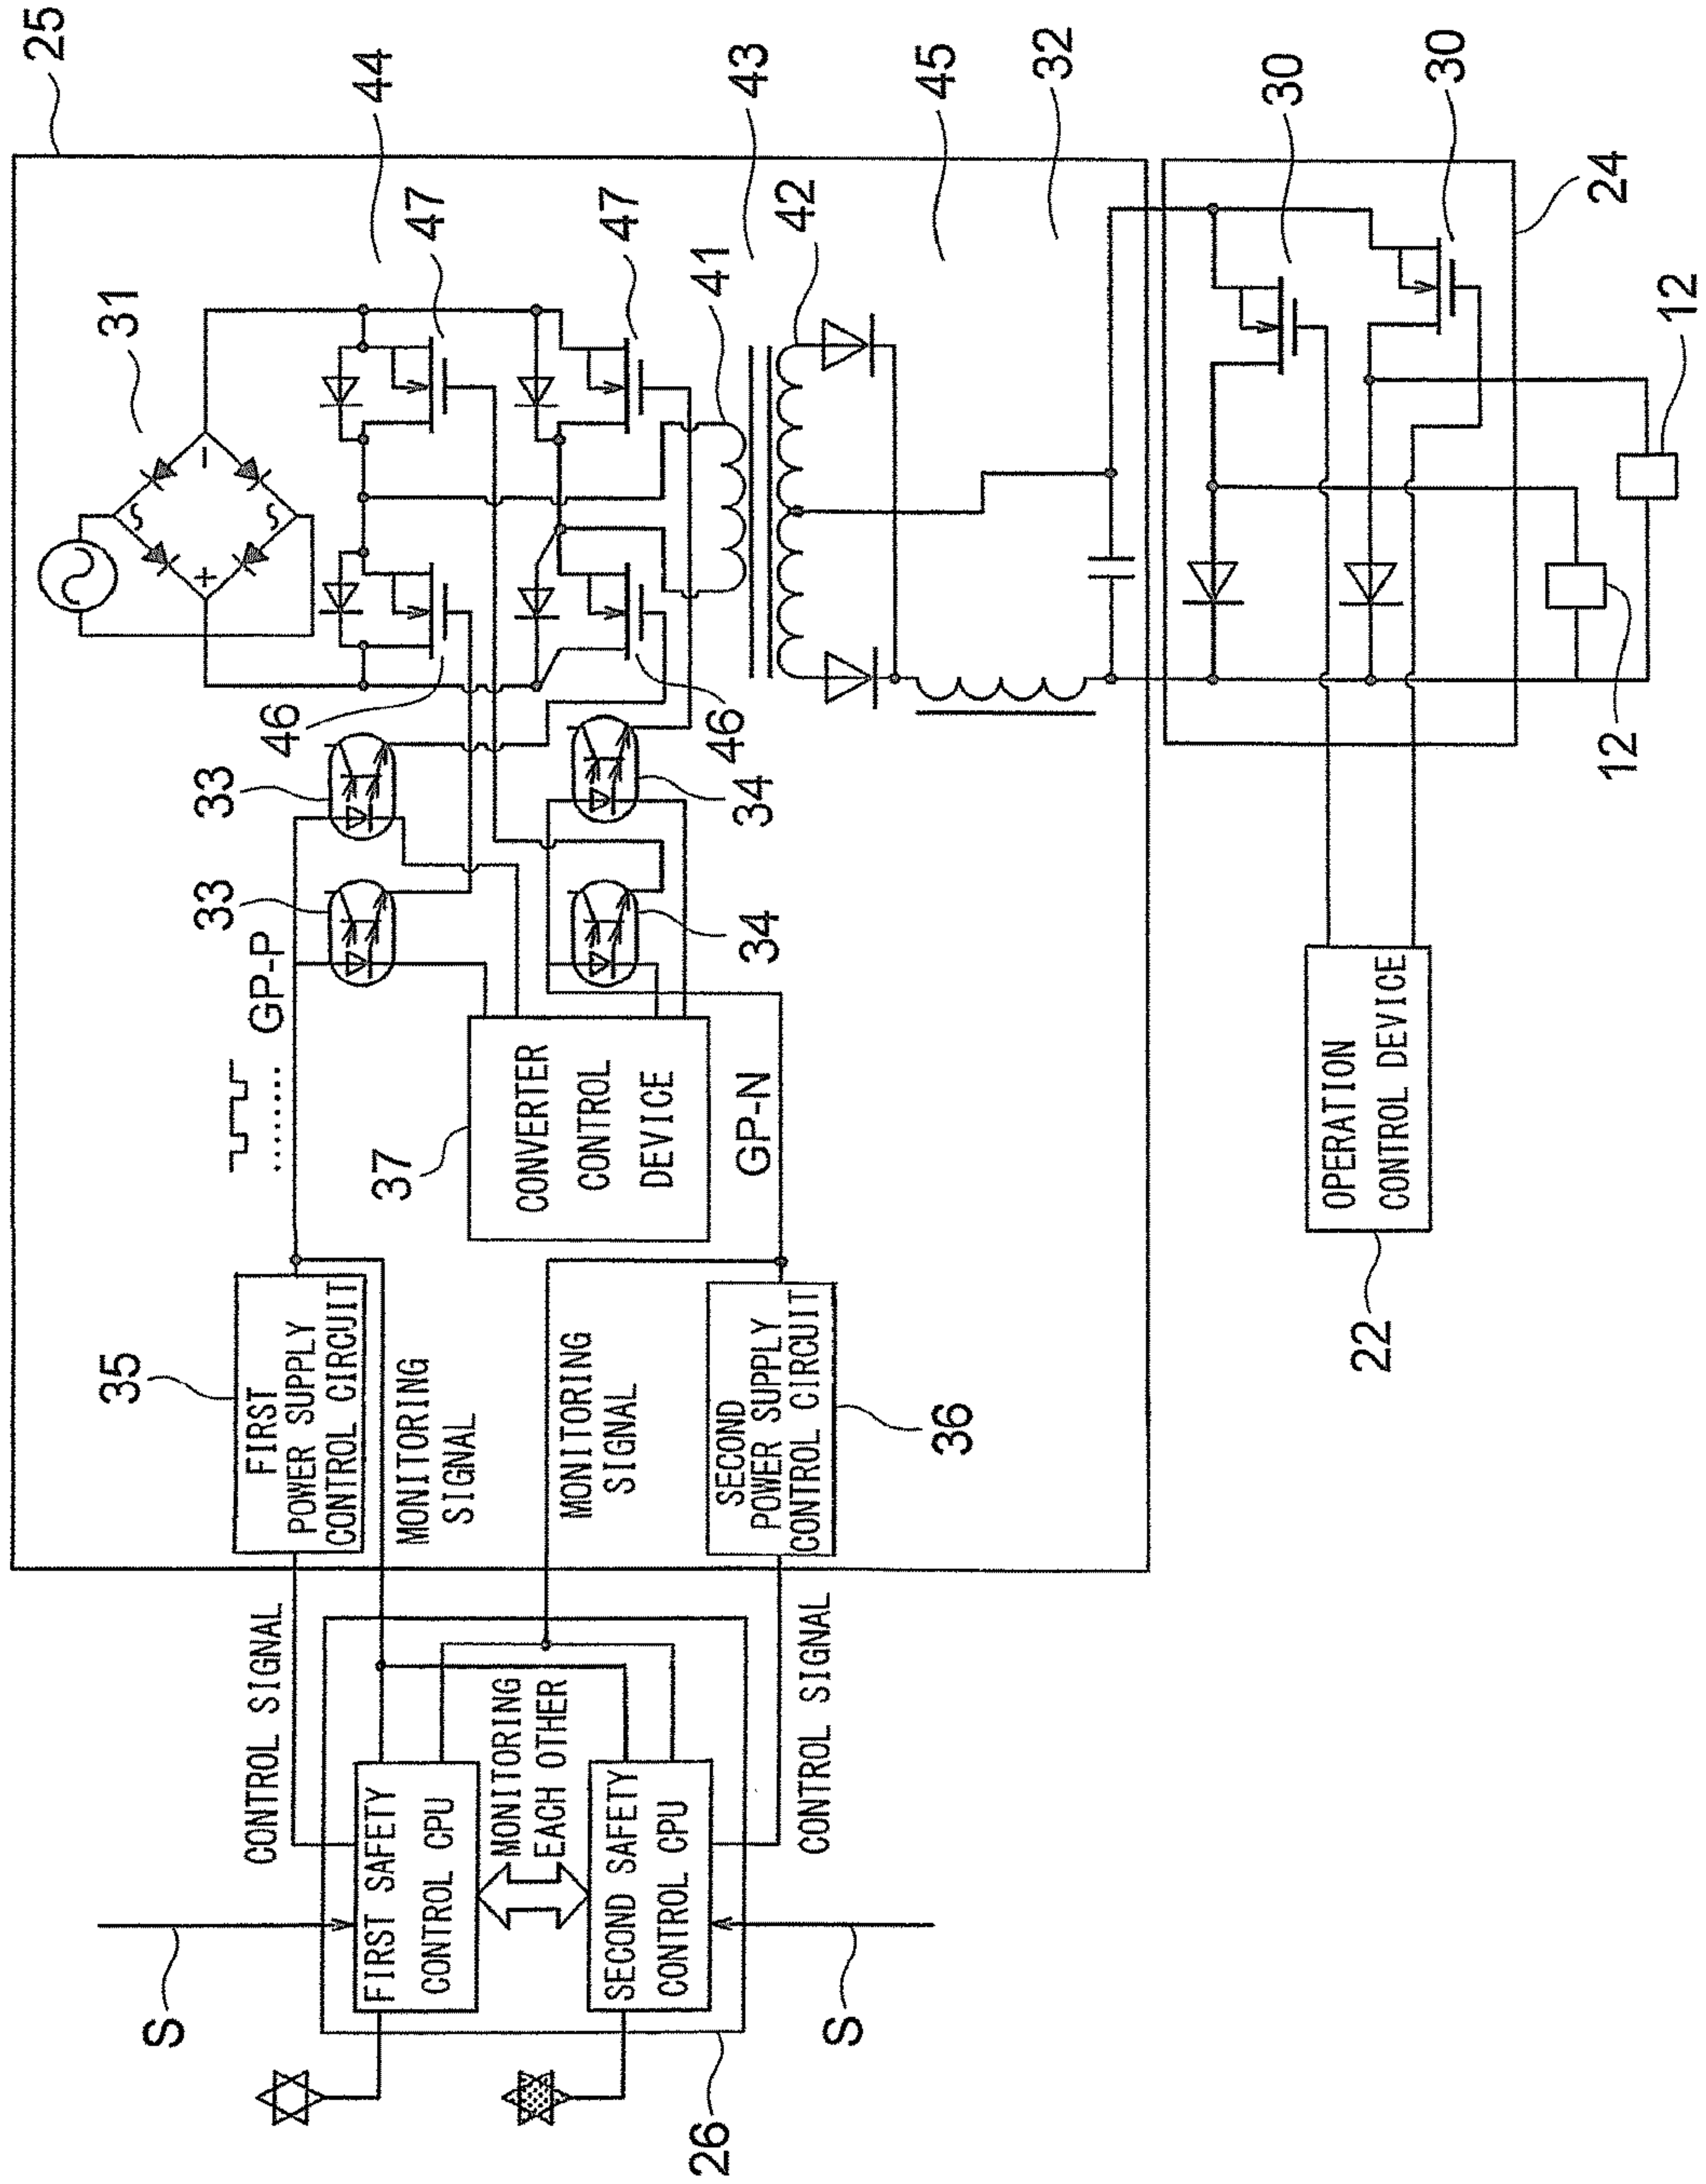 25
44
43
45
32
30
30
24
12
12
31
47
47
41
42
46
46
33
33
34
34
GP-P
GP-N
37
CONVERTER
CONTROL
DEVICE
35
FIRST
POWER SUPPLY
CONTROL CIRCUIT
MONITORING
SIGNAL
MONITORING
SIGNAL
SECOND
POWER SUPPLY
CONTROL CIRCUIT
36
OPERATION
CONTROL DEVICE
22
CONTROL SIGNAL
CONTROL SIGNAL
FIRST SAFETY
CONTROL CPU
MONITORING
EACH OTHER
SECOND SAFETY
CONTROL CPU
S
S
26
+
−